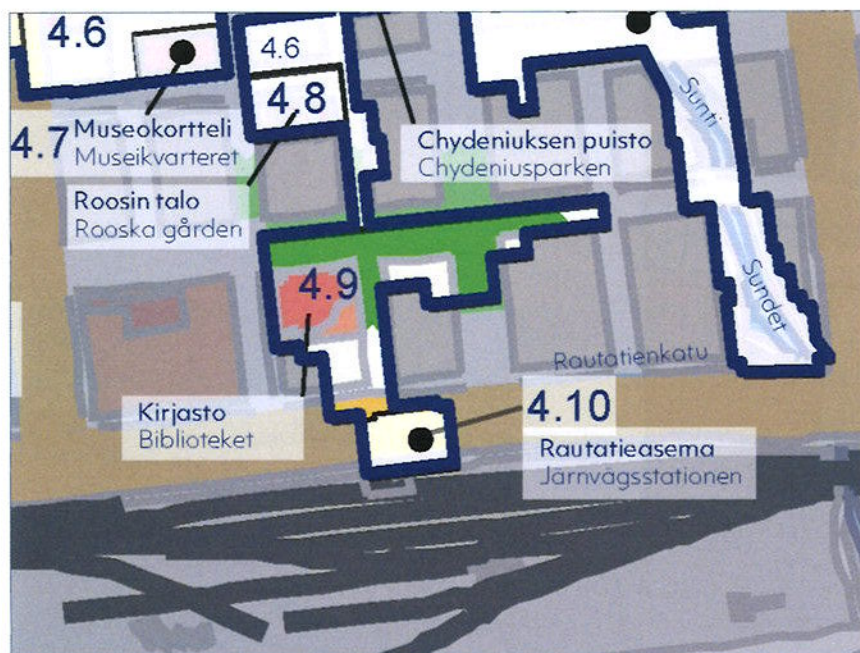 4.6
4.6
4.8
4.7
Museokortteli
Museikvarteret
Roosin talo
Rooska gården
Chydeniuksen puisto
Chydeniusparken
Sunti
4.9
Sundet
Rautatienkatu
Kirjasto
Biblioteket
4.10
Rautatieasema
Järnvägsstationen